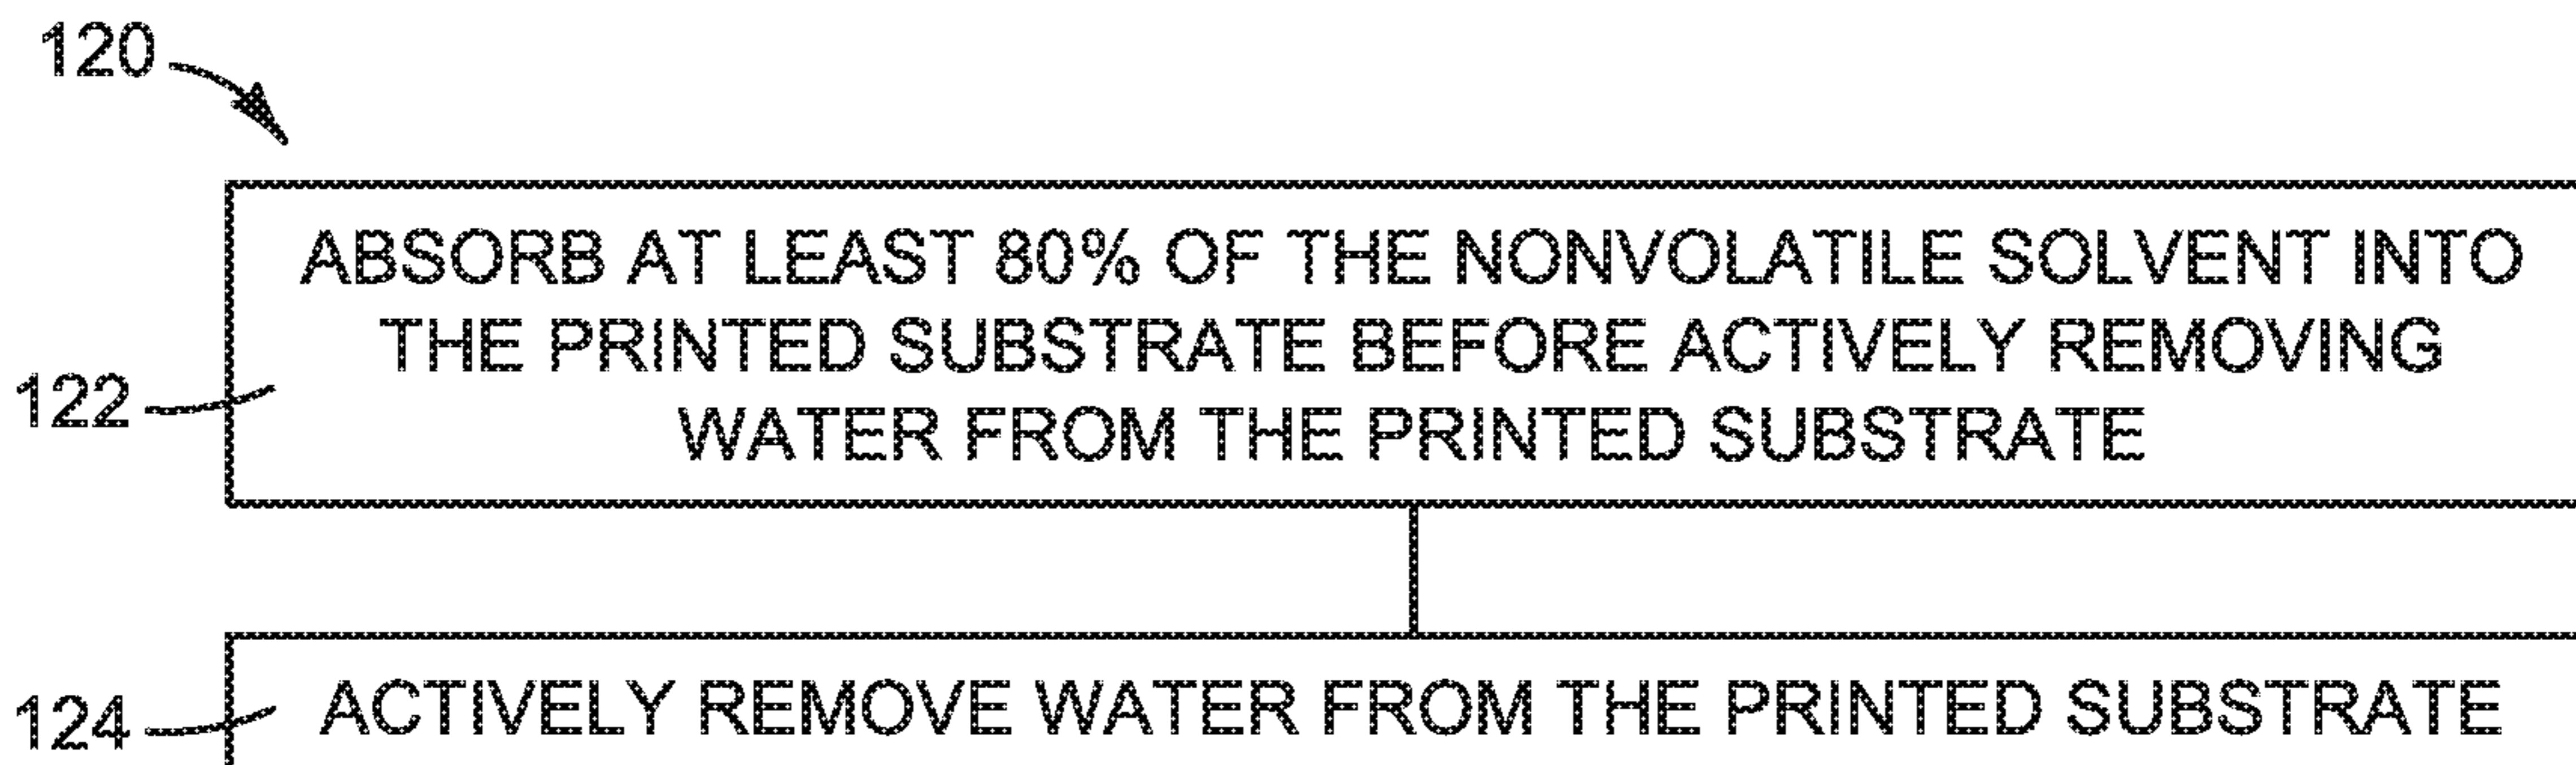 120
ABSORB AT LEAST 80% OF THE NONVOLATILE SOLVENT INTO
THE PRINTED SUBSTRATE BEFORE ACTIVELY REMOVING
122
WATER FROM THE PRINTED SUBSTRATE
124
ACTIVELY REMOVE WATER FROM THE PRINTED SUBSTRATE